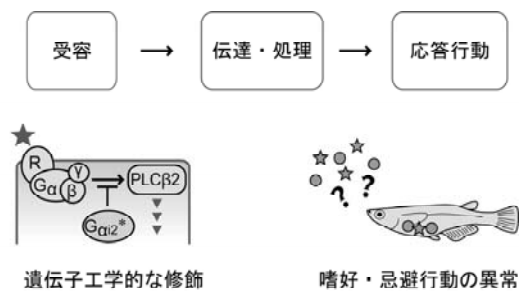 受容 → 伝達・処理 → 応答行動
R
Gα β γ
PLCβ2
Gαi2*
? ?
遺伝子工学的な修飾
嗜好・忌避行動の異常